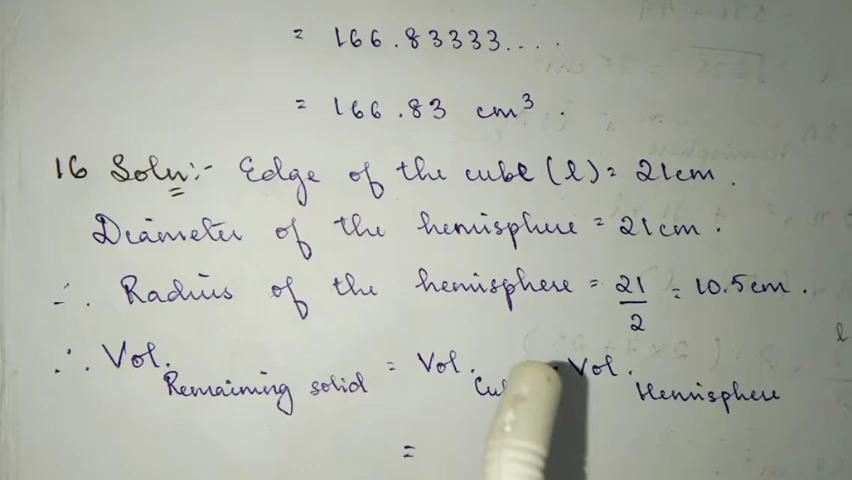 = 166.83333....
= 166.83 cm³.
16 Soln:- Edge of the cube (l) = 21cm.
Diameter of the hemisphere = 21cm.
∴ Radius of the hemisphere = 21/2 = 10.5cm.
∴ Vol. Remaining solid = Vol. Vol. Hemisphere
=